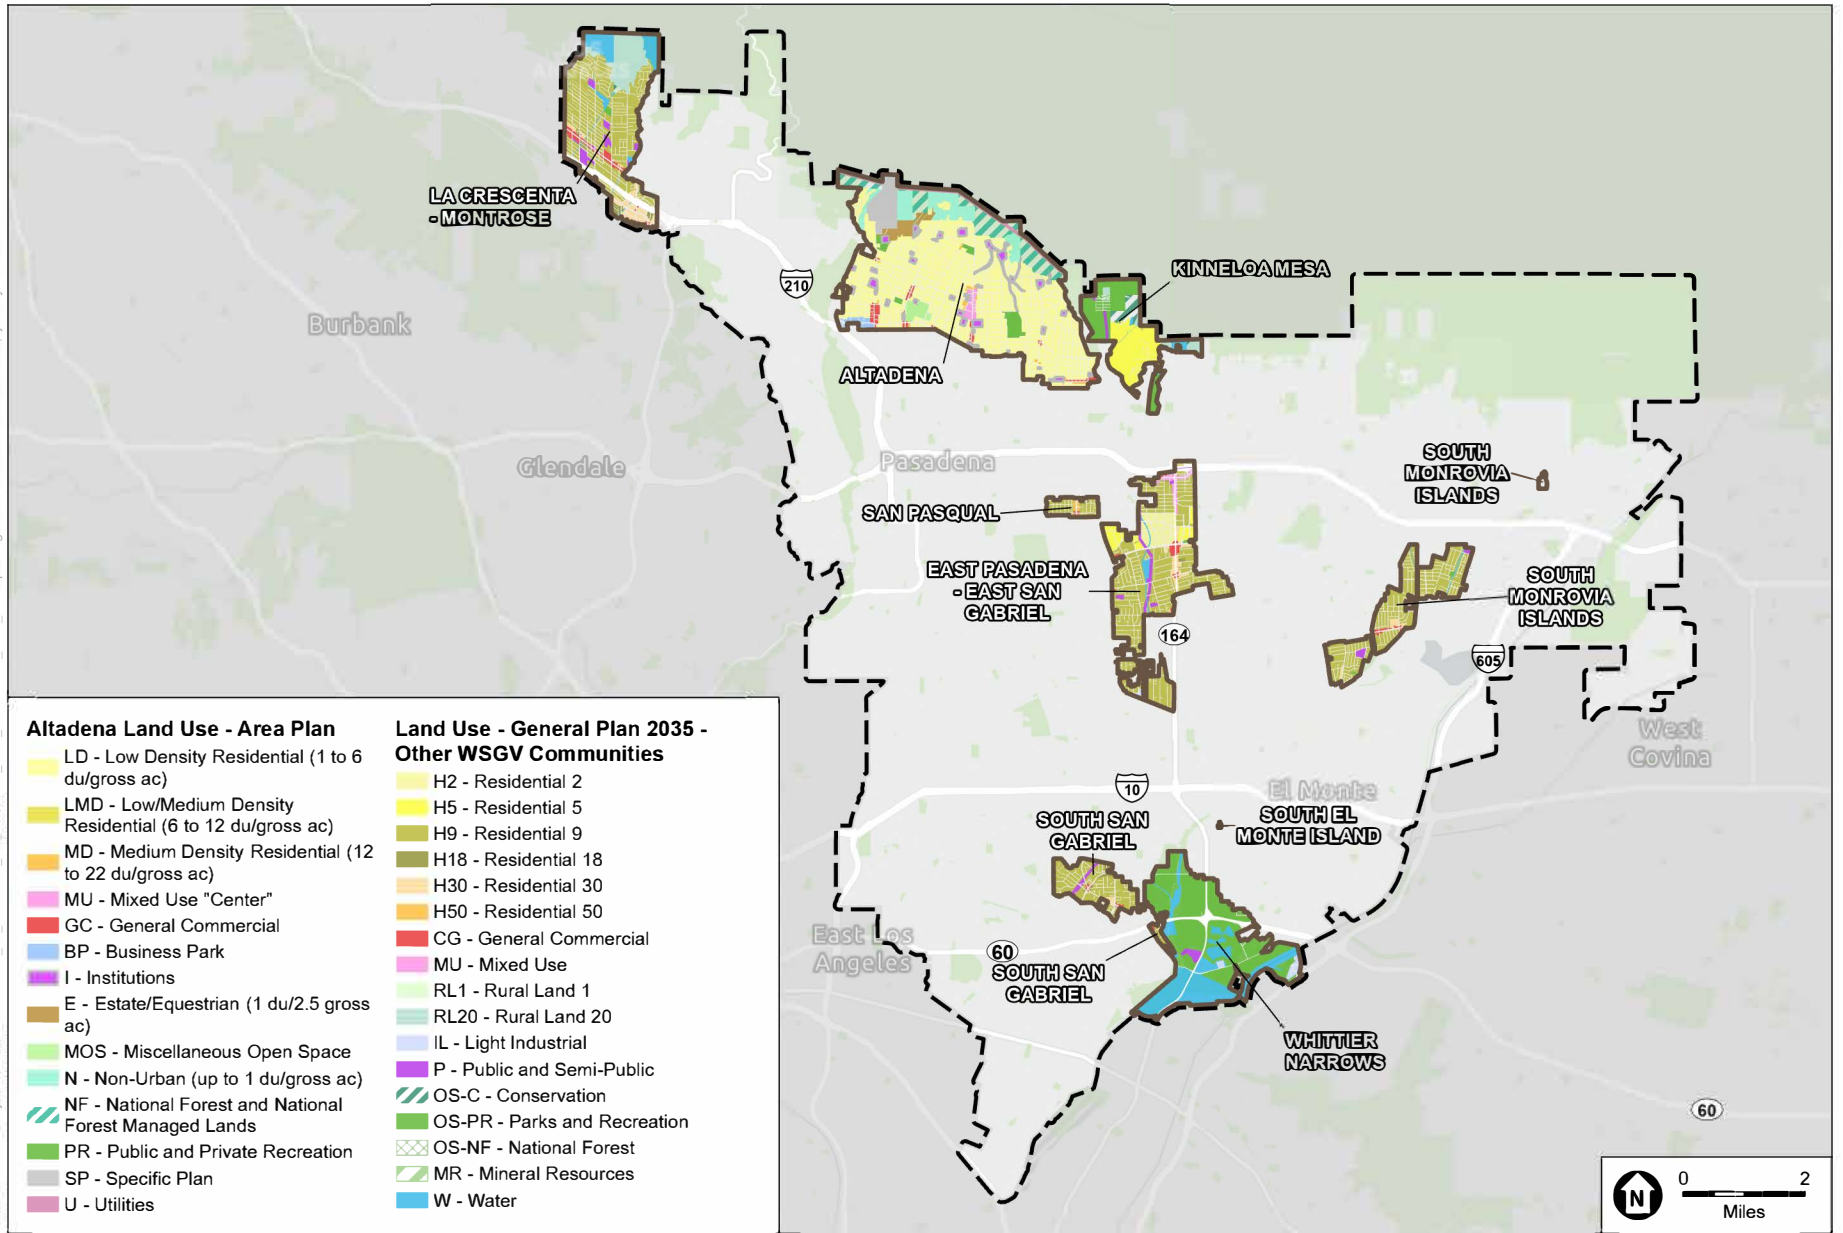 LA CRESCENTA
- MONTROSE
210
KINNELOA MESA
Burbank
ALTADENA
Glendale
Pasadena
SOUTH
MONROVIA
ISLANDS
SAN PASQUAL
EAST PASADENA
- EAST SAN
GABRIEL
SOUTH
MONROVIA
ISLANDS
164
605
West
Covina
10
El Monte
SOUTH EL
MONTE ISLAND
SOUTH SAN
GABRIEL
East Los
Angeles
60
SOUTH SAN
GABRIEL
WHITTIER
NARROWS
60
Altadena Land Use - Area Plan
LD - Low Density Residential (1 to 6
du/gross ac)
LMD - Low/Medium Density
Residential (6 to 12 du/gross ac)
MD - Medium Density Residential (12
to 22 du/gross ac)
MU - Mixed Use "Center"
GC - General Commercial
BP - Business Park
I - Institutions
E - Estate/Equestrian (1 du/2.5 gross
ac)
MOS - Miscellaneous Open Space
N - Non-Urban (up to 1 du/gross ac)
NF - National Forest and National
Forest Managed Lands
PR - Public and Private Recreation
SP - Specific Plan
U - Utilities
Land Use - General Plan 2035 -
Other WSGV Communities
H2 - Residential 2
H5 - Residential 5
H9 - Residential 9
H18 - Residential 18
H30 - Residential 30
H50 - Residential 50
CG - General Commercial
MU - Mixed Use
RL1 - Rural Land 1
RL20 - Rural Land 20
IL - Light Industrial
P - Public and Semi-Public
OS-C - Conservation
OS-PR - Parks and Recreation
OS-NF - National Forest
MR - Mineral Resources
W - Water
N
0 2
Miles